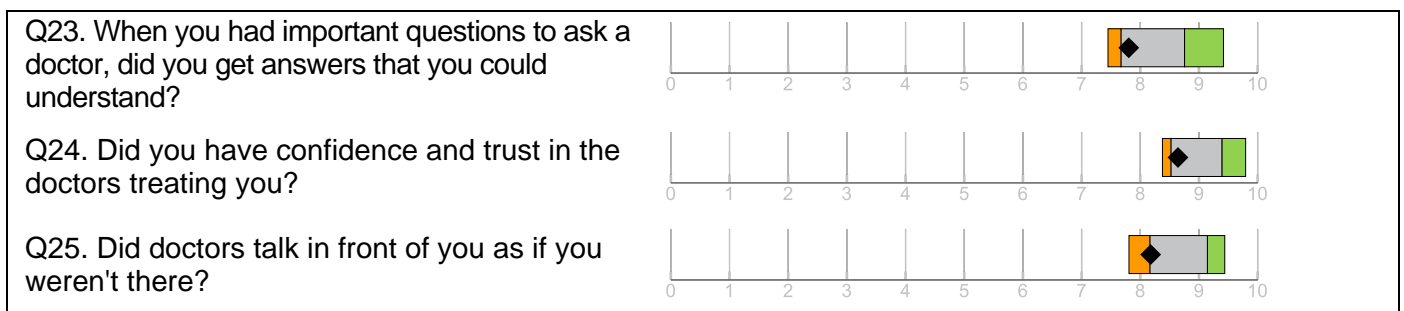 Q23. When you had important questions to ask a
doctor, did you get answers that you could
understand?
0 1 2 3 4 5 6 7 8 9 10
Q24. Did you have confidence and trust in the
doctors treating you?
0 1 2 3 4 5 6 7 8 9 10
Q25. Did doctors talk in front of you as if you
weren't there?
0 1 2 3 4 5 6 7 8 9 10